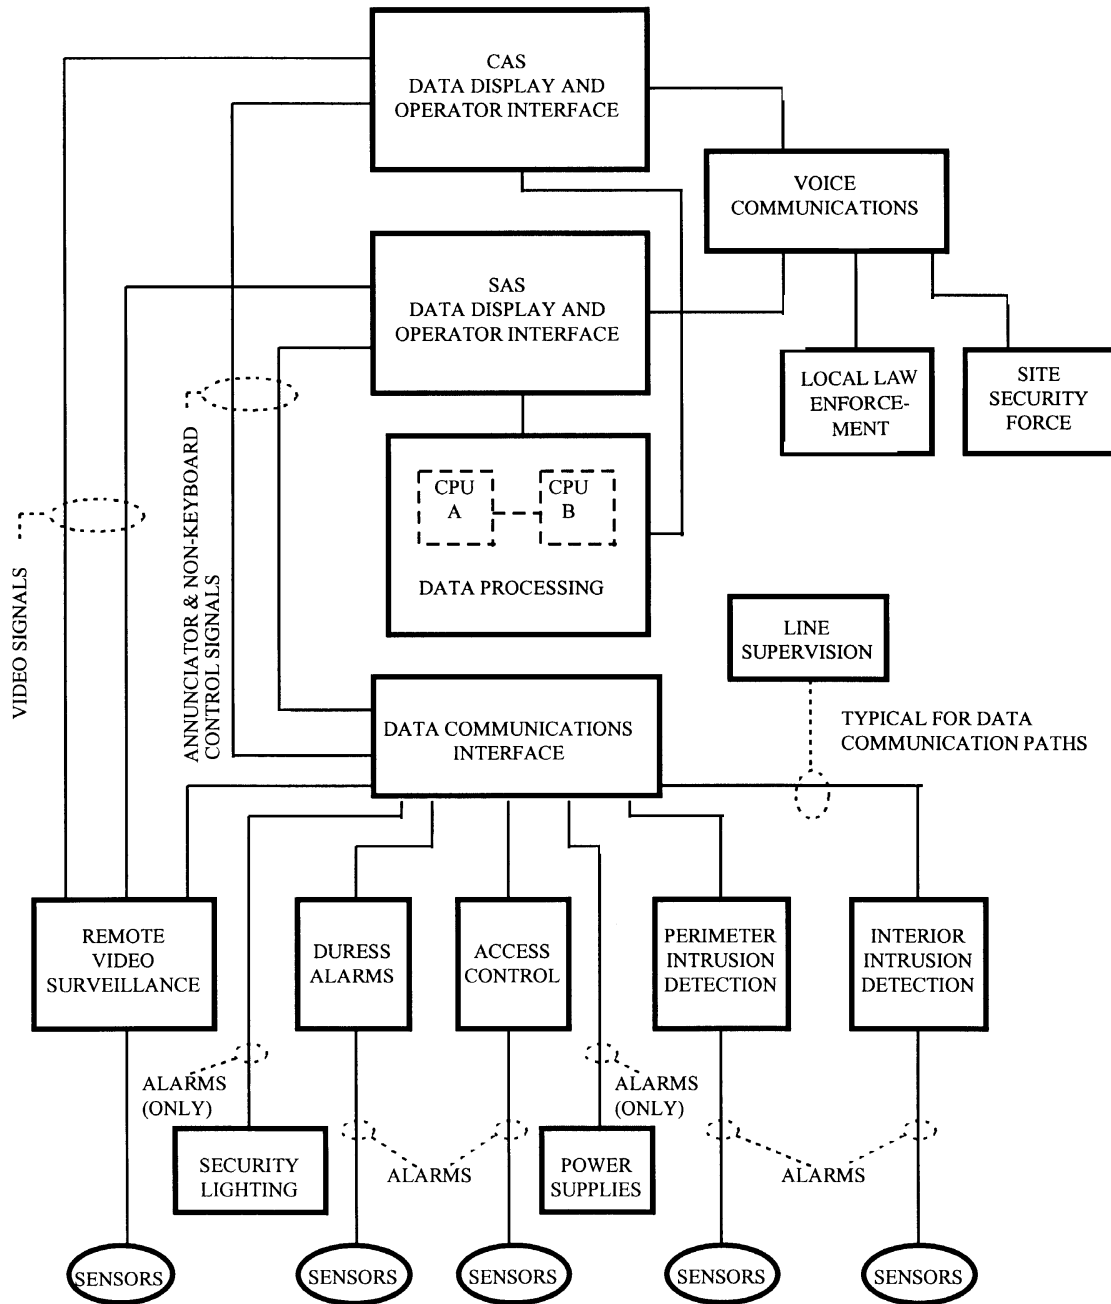 CAS
DATA DISPLAY AND
OPERATOR INTERFACE
VOICE
COMMUNICATIONS
SAS
DATA DISPLAY AND
OPERATOR INTERFACE
LOCAL LAW
ENFORCE-
MENT
SITE
SECURITY
FORCE
CPU
A
CPU
B
DATA PROCESSING
VIDEO SIGNALS
ANNUNCIATOR & NON-KEYBOARD
CONTROL SIGNALS
LINE
SUPERVISION
DATA COMMUNICATIONS
INTERFACE
TYPICAL FOR DATA
COMMUNICATION PATHS
REMOTE
VIDEO
SURVEILLANCE
DURESS
ALARMS
ACCESS
CONTROL
PERIMETER
INTRUSION
DETECTION
INTERIOR
INTRUSION
DETECTION
ALARMS
(ONLY)
ALARMS
(ONLY)
SECURITY
LIGHTING
ALARMS
POWER
SUPPLIES
ALARMS
SENSORS
SENSORS
SENSORS
SENSORS
SENSORS